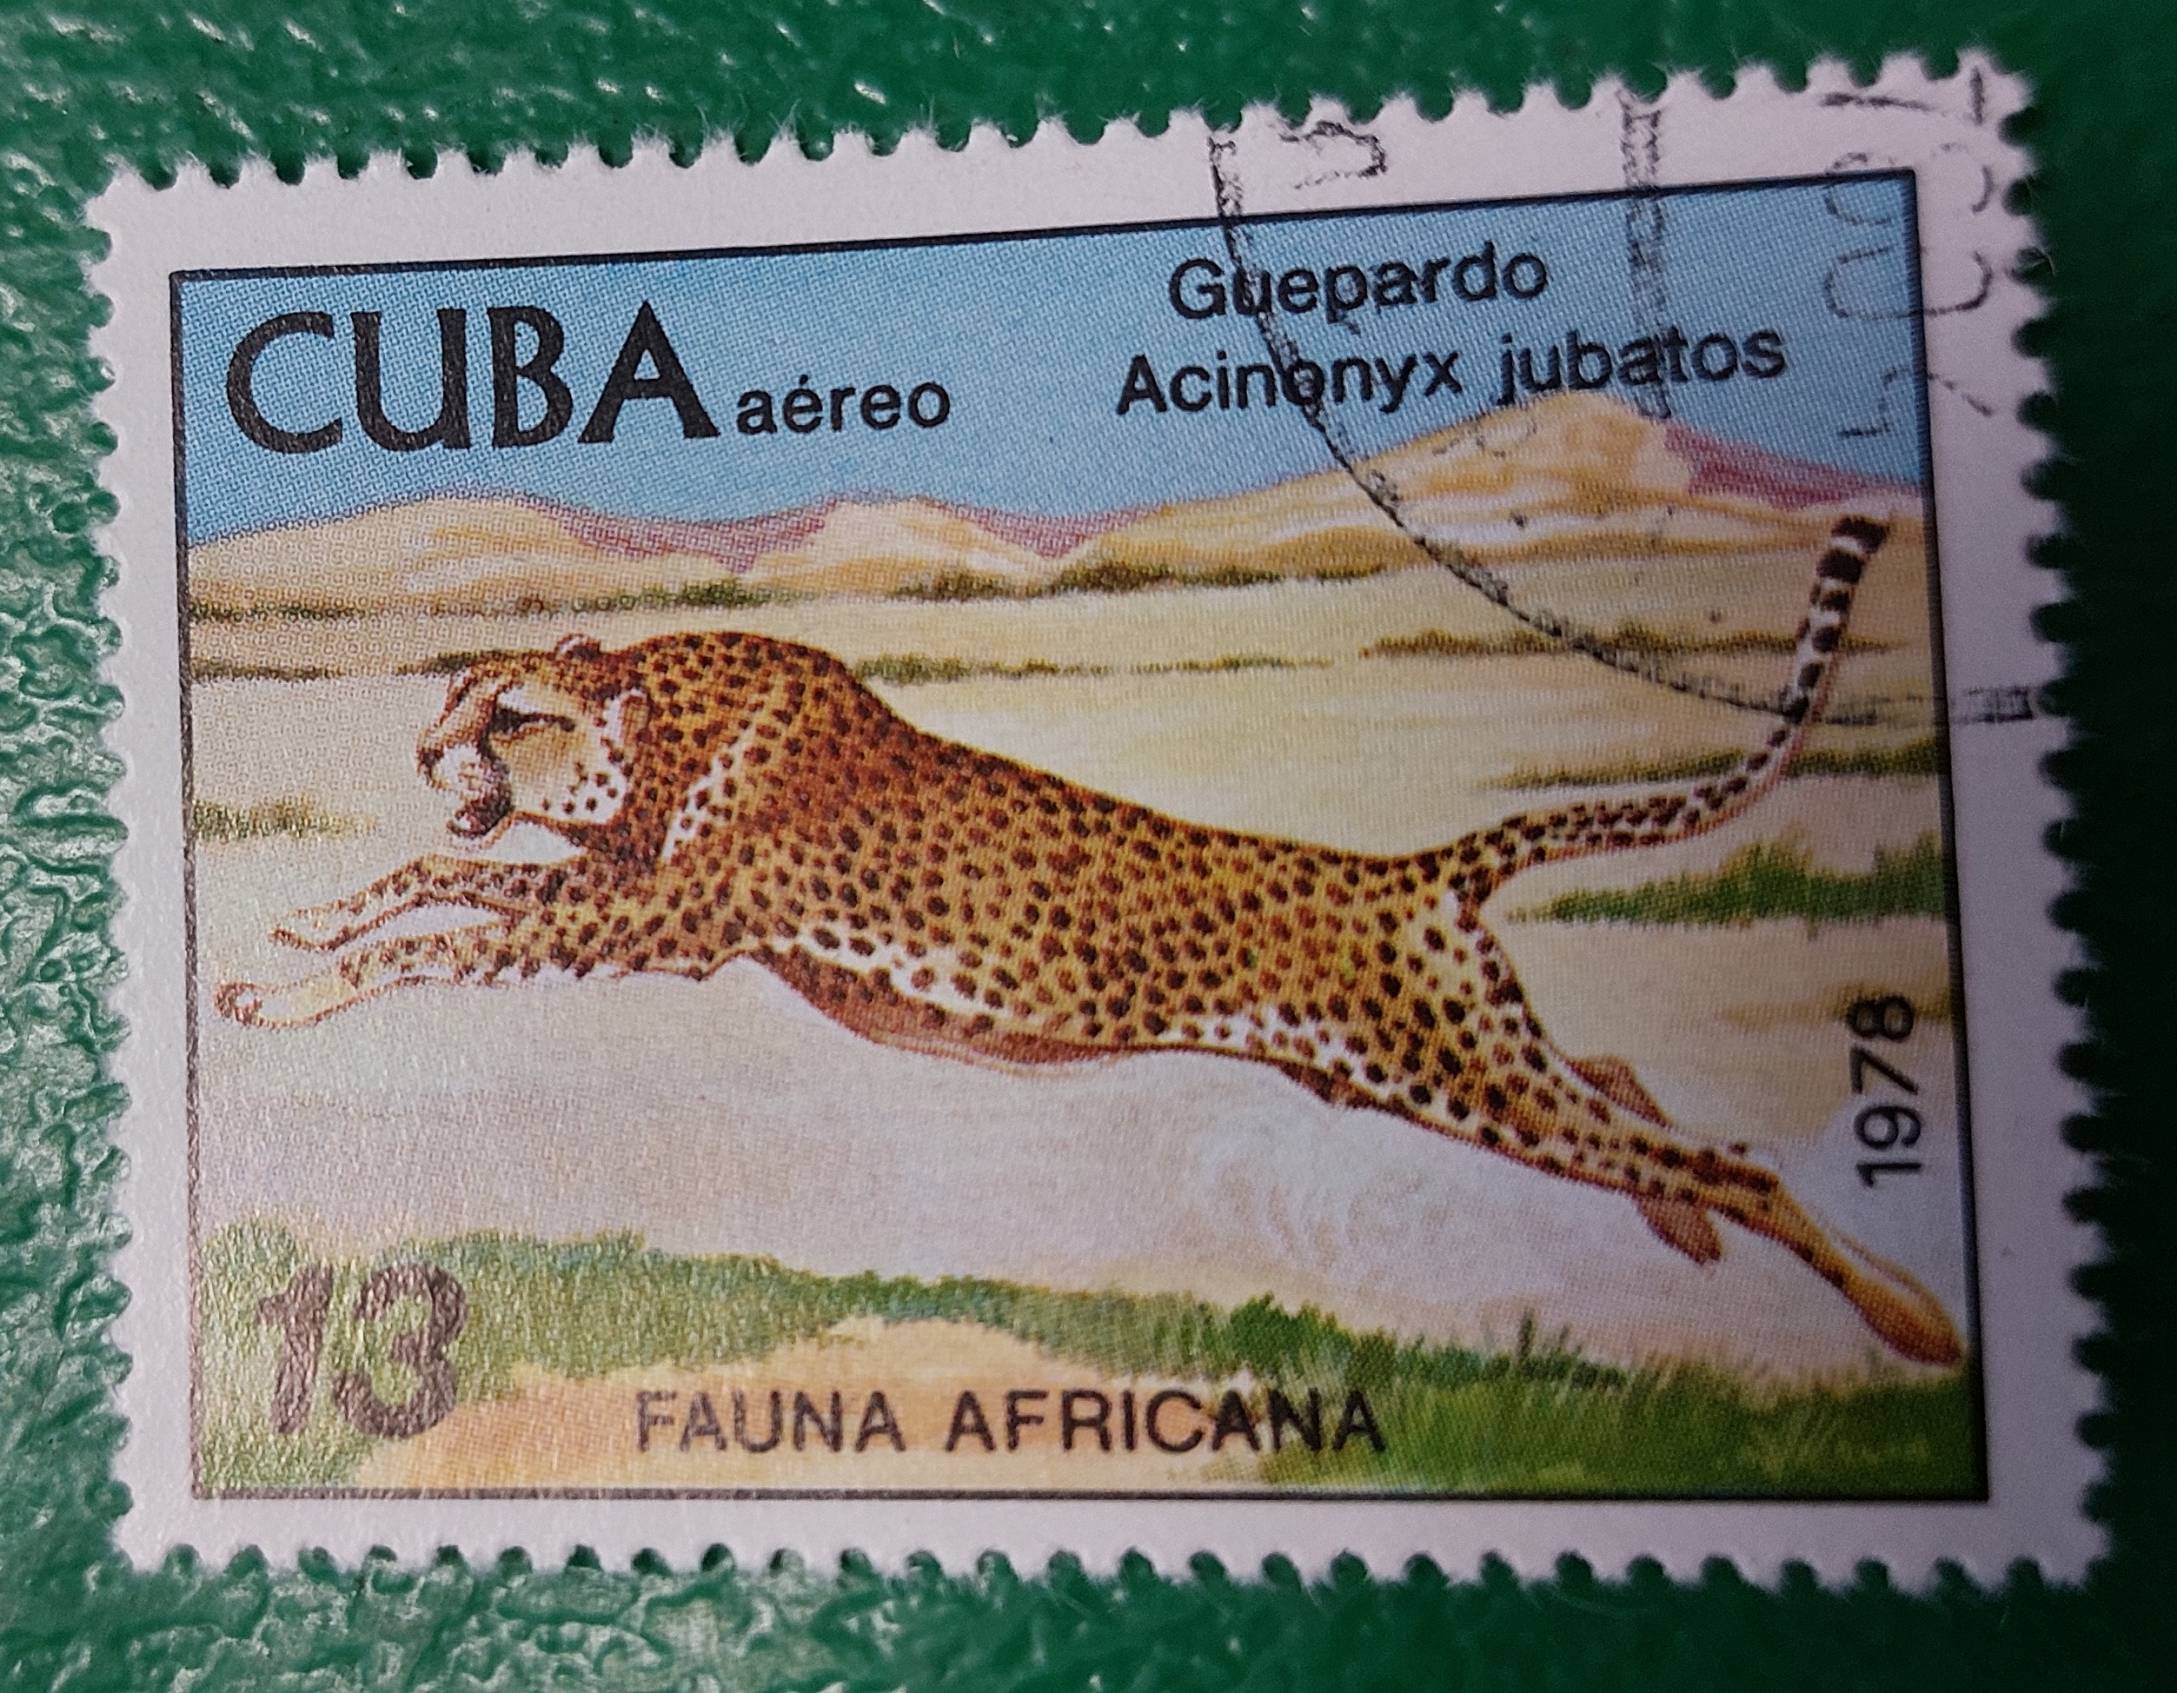 CUBA aéreo
Guepardo
Acinonyx jubatos
1978
13
FAUNA AFRICANA